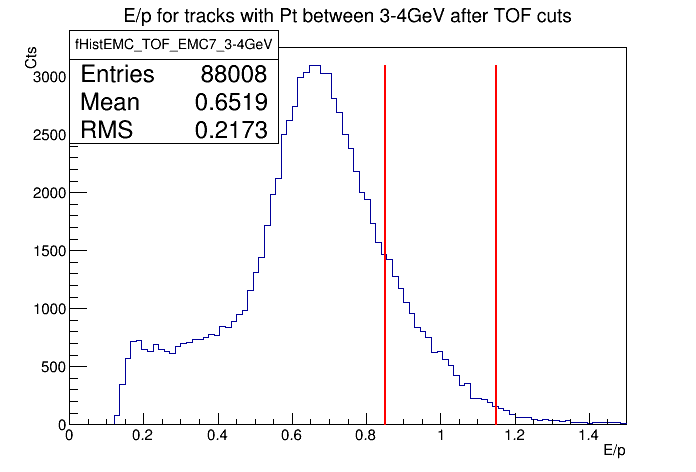 E/p for tracks with Pt between 3-4GeV after TOF cuts
fHistEMC_TOF_EMC7_3-4GeV
Entries 88008
Mean 0.6519
RMS 0.2173
Cts
3000
2500
2000
1500
1000
500
0
0 0.2 0.4 0.6 0.8 1 1.2 1.4
E/p